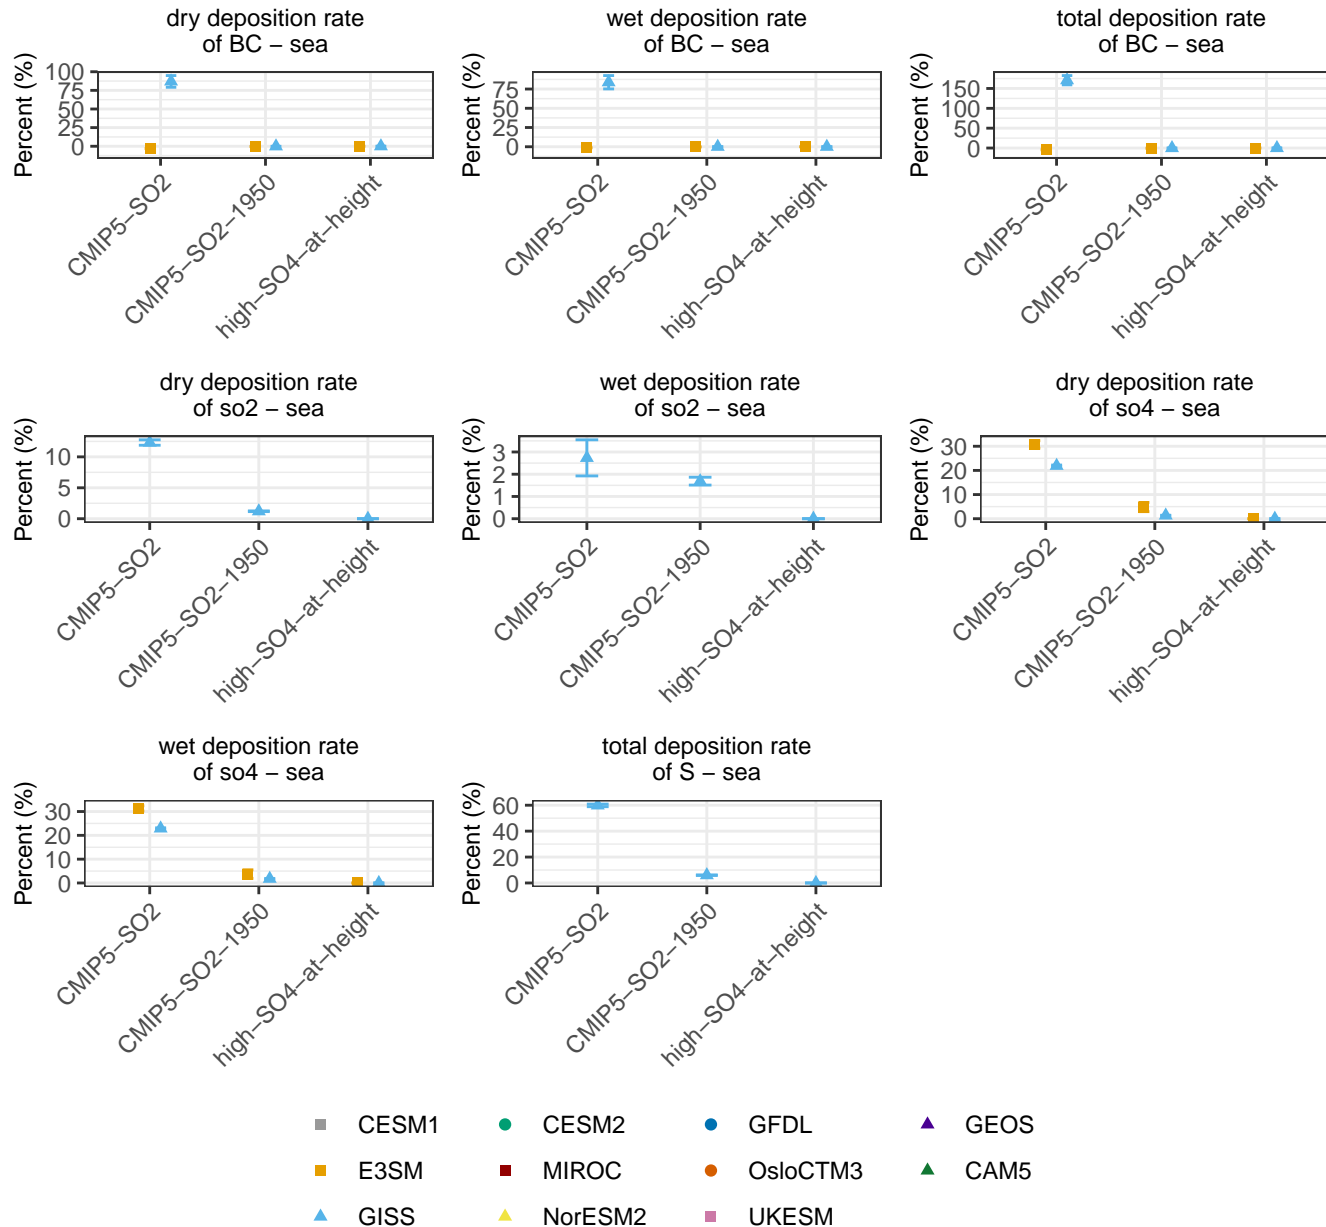 dry deposition rate
of BC − sea
Percent (%)
100
75
50
25
0
CMIP5−SO2
CMIP5−SO2−1950
high−SO4−at−height
wet deposition rate
of BC − sea
Percent (%)
75
50
25
0
CMIP5−SO2
CMIP5−SO2−1950
high−SO4−at−height
total deposition rate
of BC − sea
Percent (%)
150
100
50
0
CMIP5−SO2
CMIP5−SO2−1950
high−SO4−at−height
dry deposition rate
of so2 − sea
Percent (%)
10
5
0
CMIP5−SO2
CMIP5−SO2−1950
high−SO4−at−height
wet deposition rate
of so2 − sea
Percent (%)
3
2
1
0
CMIP5−SO2
CMIP5−SO2−1950
high−SO4−at−height
dry deposition rate
of so4 − sea
Percent (%)
30
20
10
0
CMIP5−SO2
CMIP5−SO2−1950
high−SO4−at−height
wet deposition rate
of so4 − sea
Percent (%)
30
20
10
0
CMIP5−SO2
CMIP5−SO2−1950
high−SO4−at−height
total deposition rate
of S − sea
Percent (%)
60
40
20
0
CMIP5−SO2
CMIP5−SO2−1950
high−SO4−at−height
CESM1
CESM2
GFDL
GEOS
E3SM
MIROC
OsloCTM3
CAM5
GISS
NorESM2
UKESM